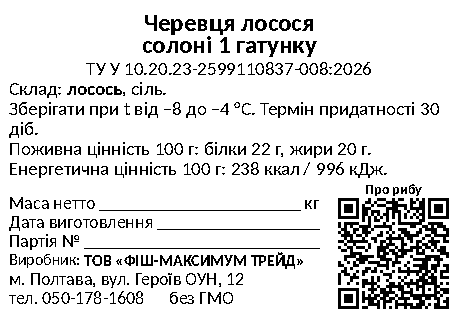 Черевця лосося
солоні 1 гатунку
ТУ У 10.20.23-2599110837-008:2026
Склад: лосось, сіль.
Зберігати при t від –8 до –4 °С. Термін придатності 30
діб.
Поживна цінність 100 г: білки 22 г, жири 20 г.
Енергетична цінність 100 г: 238 ккал / 996 кДж.
Про рибу
Маса нетто ______________________ кг
Дата виготовлення __________________
Партія № __________________________
Виробник: ТОВ «ФІШ-МАКСИМУМ ТРЕЙД»
м. Полтава, вул. Героїв ОУН, 12
тел. 050-178-1608 без ГМО